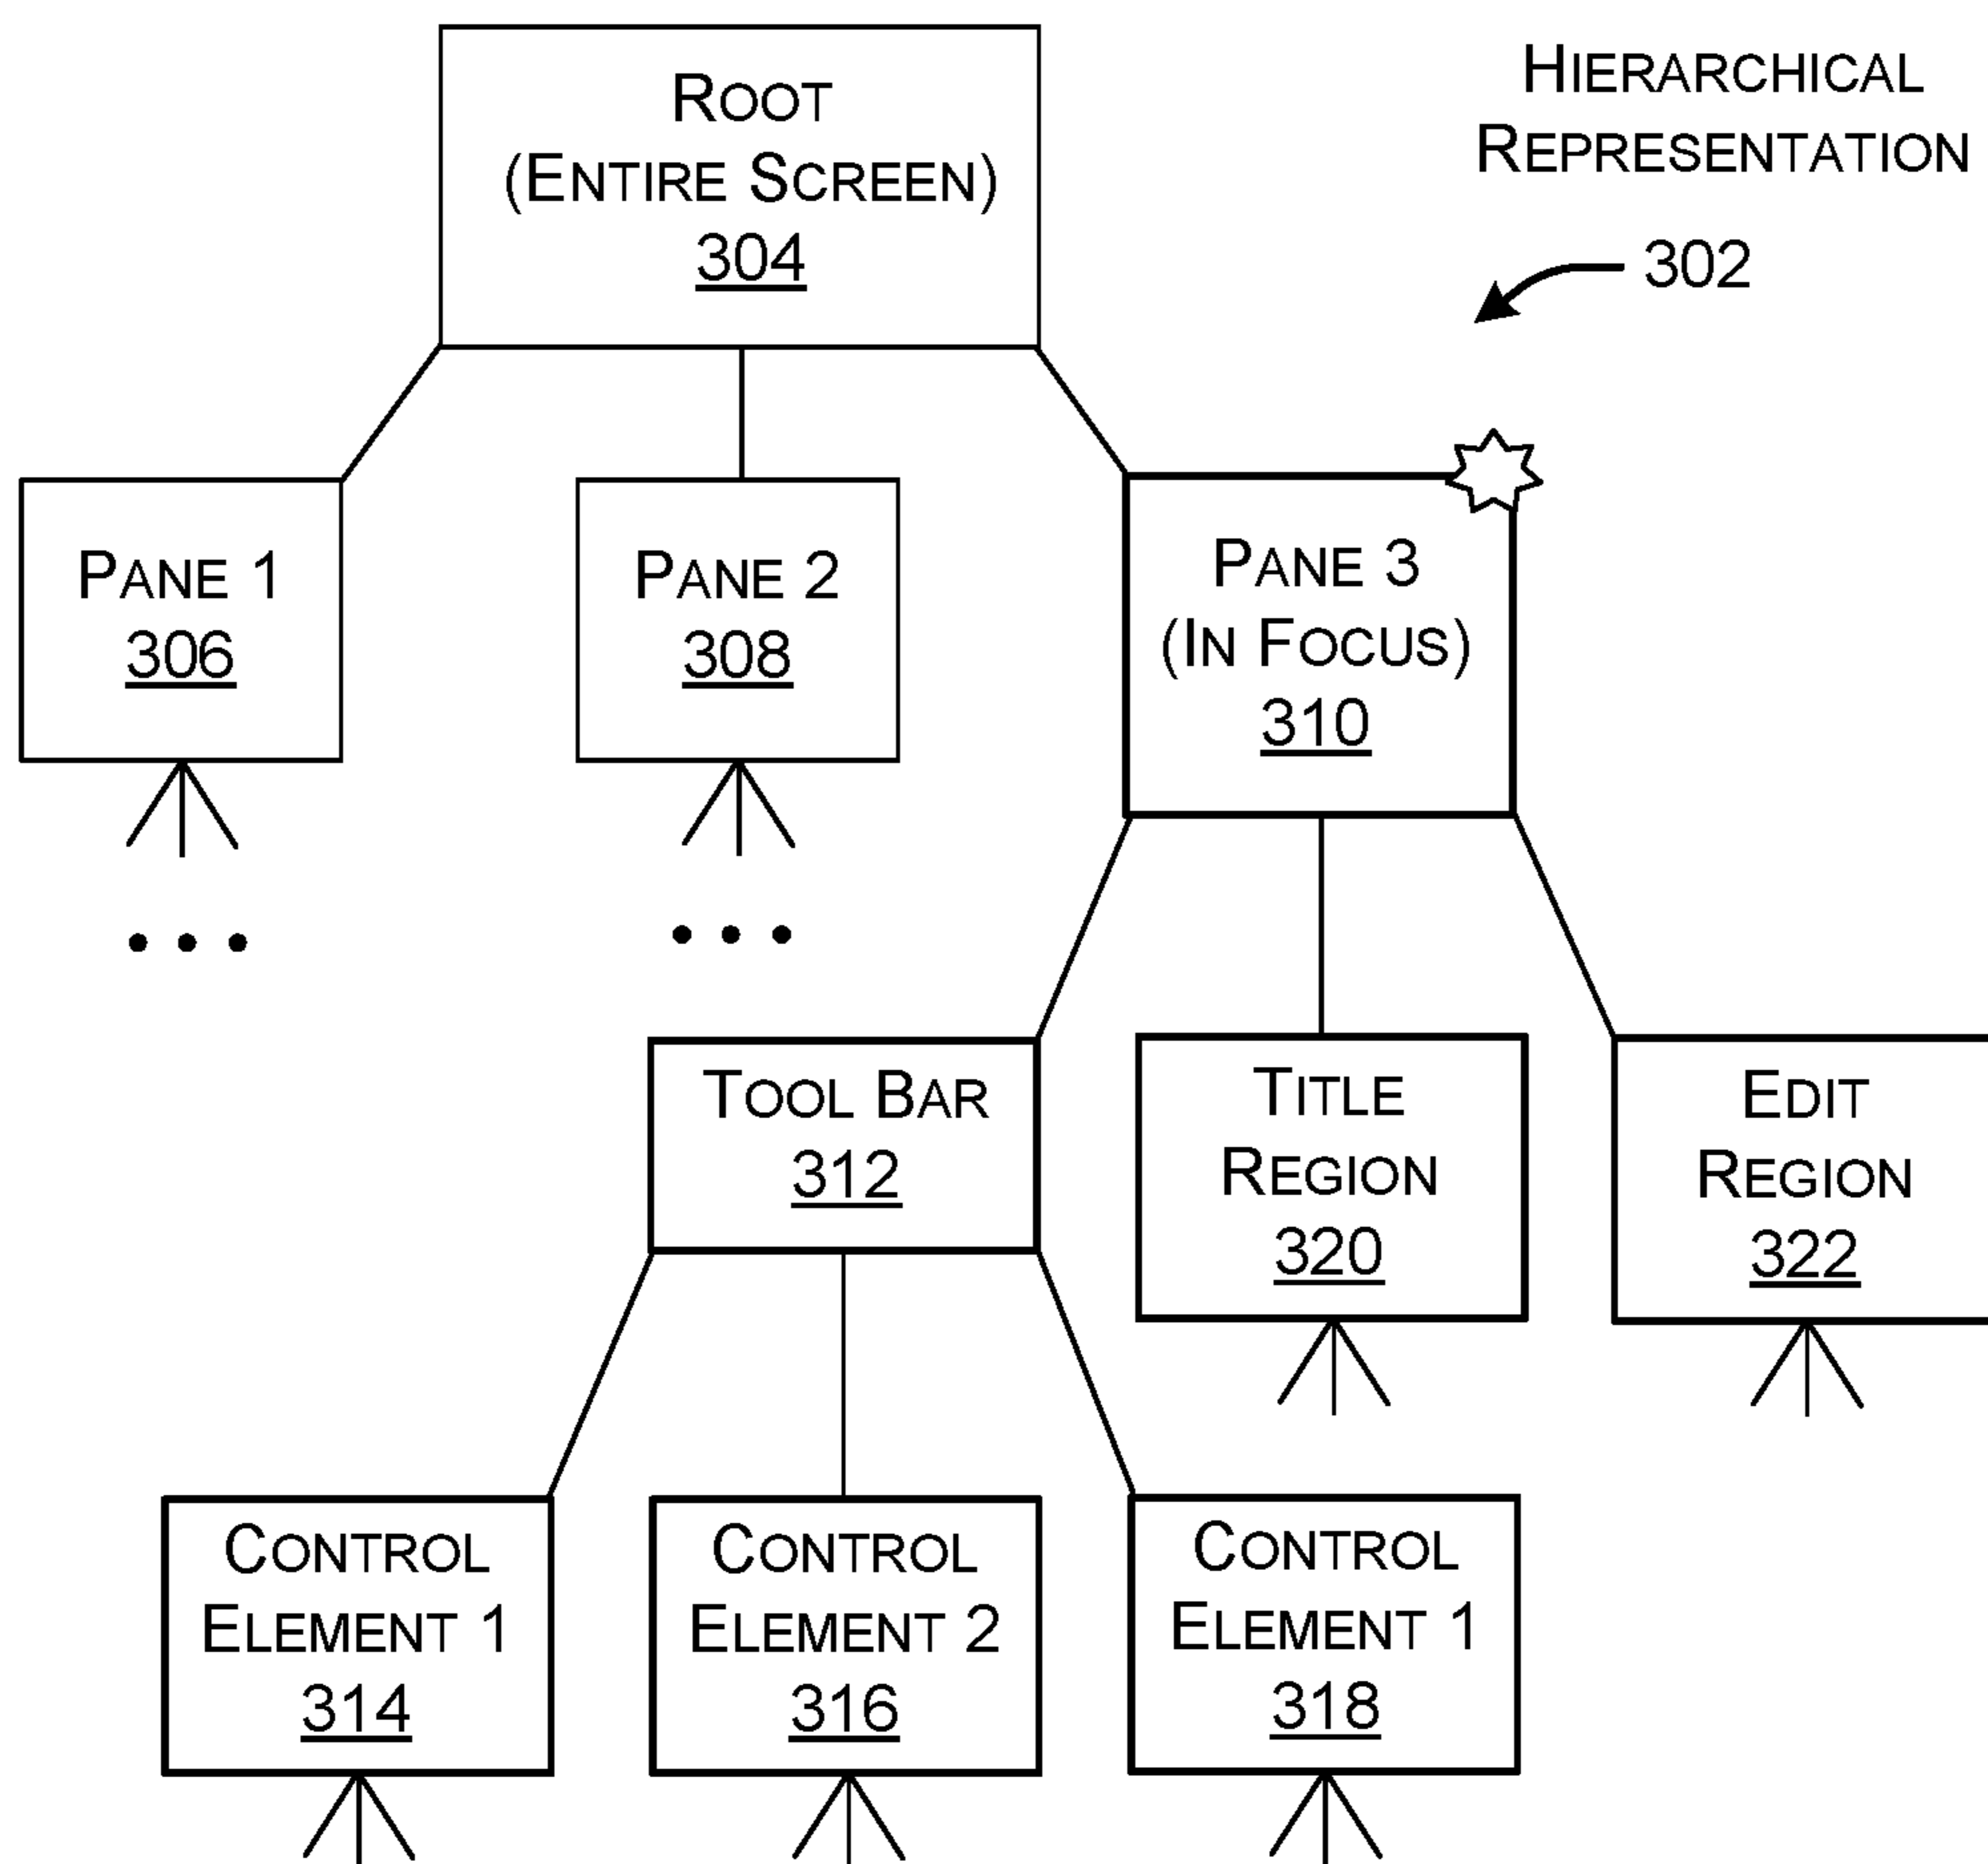 ROOT
(ENTIRE SCREEN)
304
HIERARCHICAL
REPRESENTATION
302
PANE 1
306
PANE 2
308
PANE 3
(IN FOCUS)
310
TOOL BAR
312
TITLE
REGION
320
EDIT
REGION
322
CONTROL
ELEMENT 1
314
CONTROL
ELEMENT 2
316
CONTROL
ELEMENT 1
318